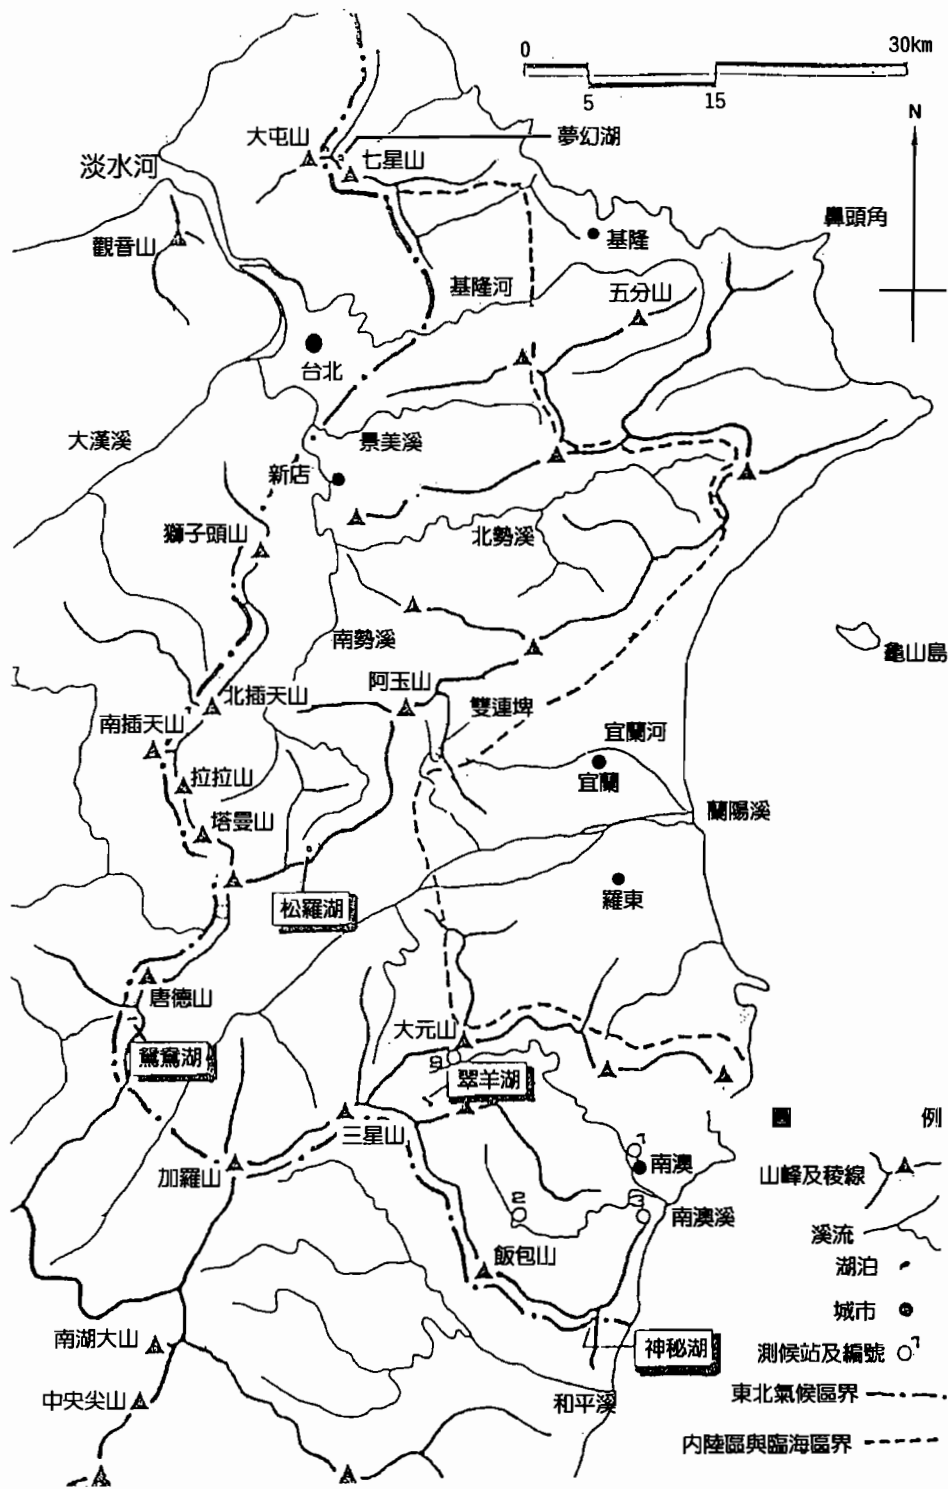 0
30km
5
15
N
大屯山
夢幻湖
七星山
淡水河
鼻頭角
觀音山
基隆
基隆河
五分山
台北
大漢溪
景美溪
新店
獅子頭山
北勢溪
南勢溪
龜山島
阿玉山
北插天山
雙連埤
南插天山
宜蘭河
拉拉山
宜蘭
蘭陽溪
塔曼山
羅東
松羅湖
唐德山
大元山
鴛鴦湖
翠羊湖
三星山
圖 例
加羅山
南澳
山峰及稜線
南澳溪
溪流
飯包山
湖泊
城市
南湖大山
神秘湖
測候站及編號
東北氣候區界
中央尖山
和平溪
內陸區與臨海區界